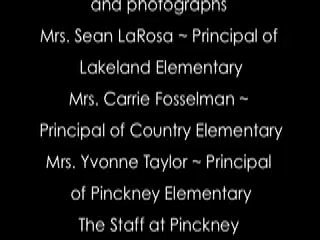 and photographs
Mrs. Sean LaRosa ~ Principal of
Lakeland Elementary
Mrs. Carrie Fosselman ~
Principal of Country Elementary
Mrs. Yvonne Taylor ~ Principal
of Pinckney Elementary
The Staff at Pinckney